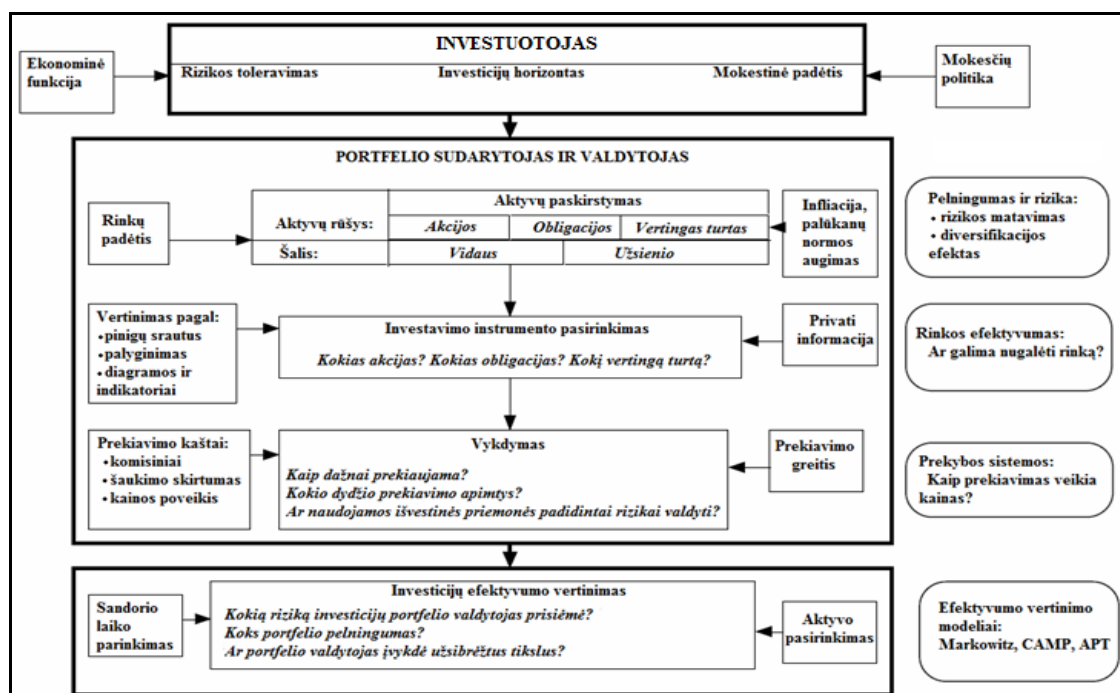 INVESTUOTOJAS
Ekonominė
funkcija
Rizikos toleravimas
Investicijų horizontas
Mokestinė padėtis
Mokesčių
politika
PORTFELIO SUDARYTOJAS IR VALDYTOJAS
Rinkų
padėtis
Aktyvų paskirstymas
Aktyvų rūšys:
Akcijos
Obligacijos
Vertingas turtas
Šalis:
Vidaus
Užsienio
Infliacija,
palūkanų
normos
augimas
Pelningumas ir rizika:
• rizikos matavimas
• diversifikacijos
efektas
Vertinimas pagal:
•pinigų srautus
•palyginimas
•diagramos ir
indikatoriai
Investavimo instrumento pasirinkimas
Kokias akcijas? Kokias obligacijas? Kokį vertingą turtą?
Privati
informacija
Rinkos efektyvumas:
Ar galima nugalėti rinką?
Prekiavimo kaštai:
•komisiniai
•šaukimo skirtumas
•kainos poveikis
Vykdymas
Kaip dažnai prekiaujama?
Kokio dydžio prekiavimo apimtys?
Ar naudojamos išvestinės priemonės padidintai rizikai valdyti?
Prekiavimo
greitis
Prekybos sistemos:
Kaip prekiavimas veikia
kainas?
Sandorio
laiko
parinkimas
Investicijų efektyvumo vertinimas
Kokią riziką investicijų portfelio valdytojas prisiėmė?
Koks portfelio pelningumas?
Ar portfelio valdytojas įvykdė užsibrėžtus tikslus?
Aktyvo
pasirinkimas
Efektyvumo vertinimo
modeliai:
Markowitz, CAMP, APT